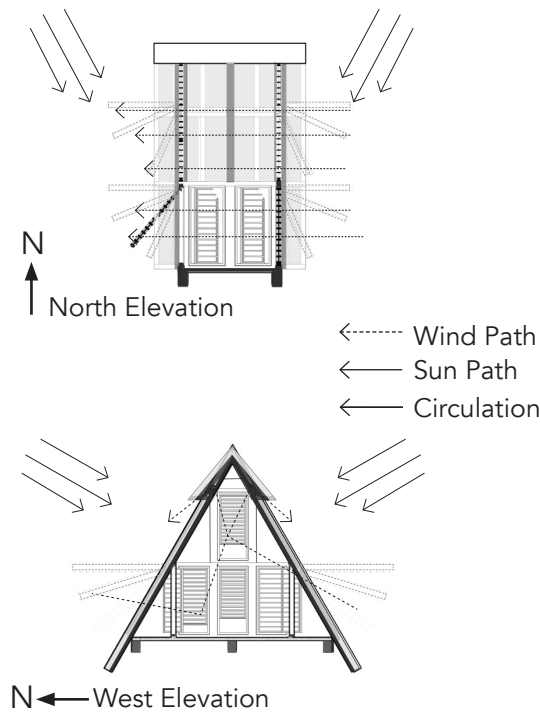 N
North Elevation
Wind Path
Sun Path
Circulation
N West Elevation